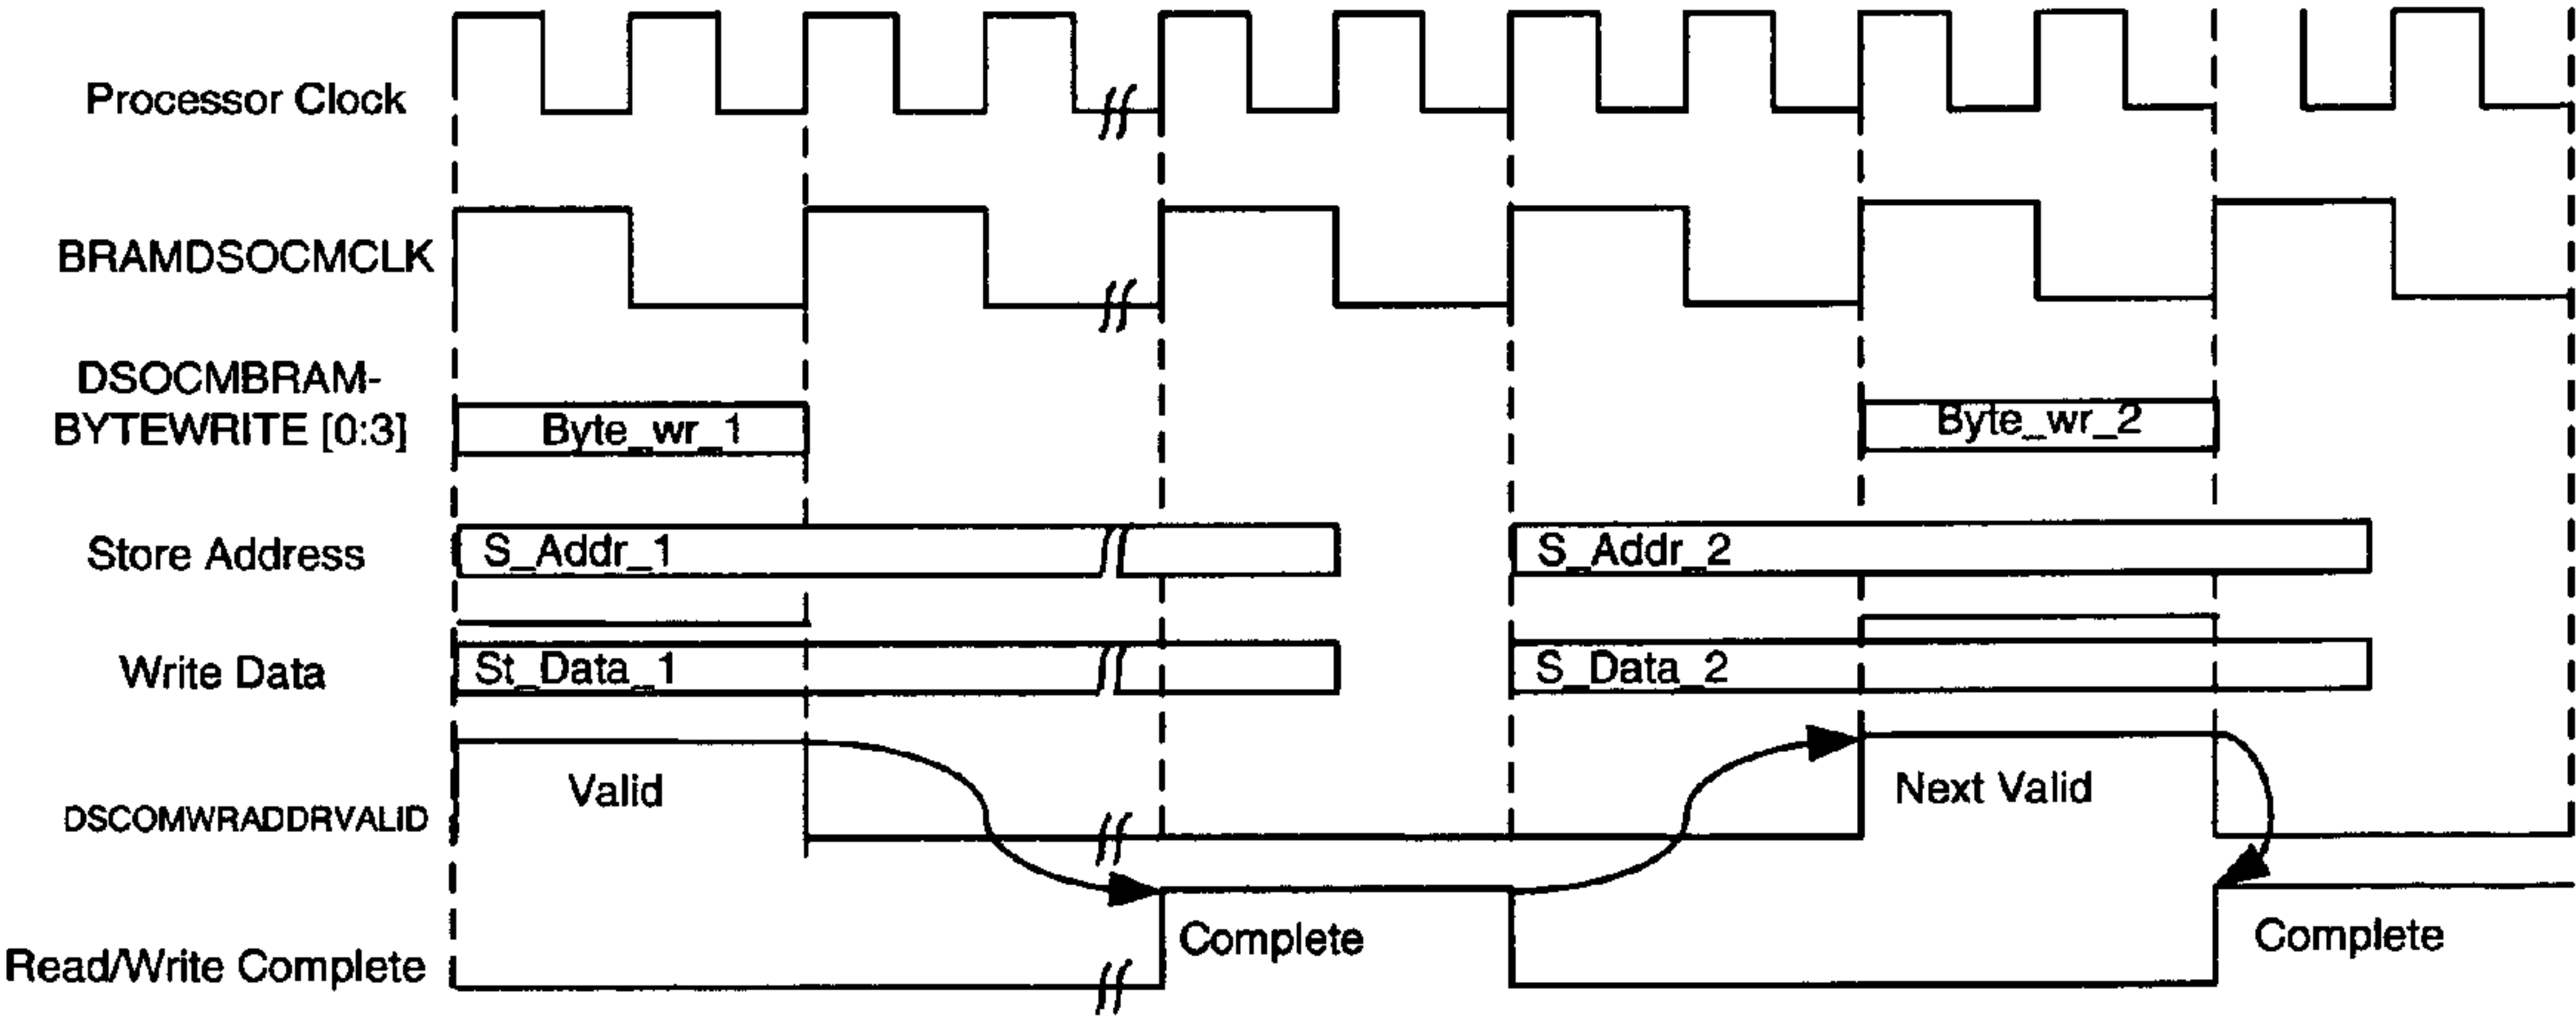 Processor Clock
BRAMDSOCMCLK
DSOCMBRAM-
BYTEWRITE [0:3]
Byte_wr_1
Byte_wr_2
Store Address
S_Addr_1
S_Addr_2
Write Data
St_Data_1
S_Data_2
DSCOMWRADDRVALID
Valid
Next Valid
Read/Write Complete
Complete
Complete